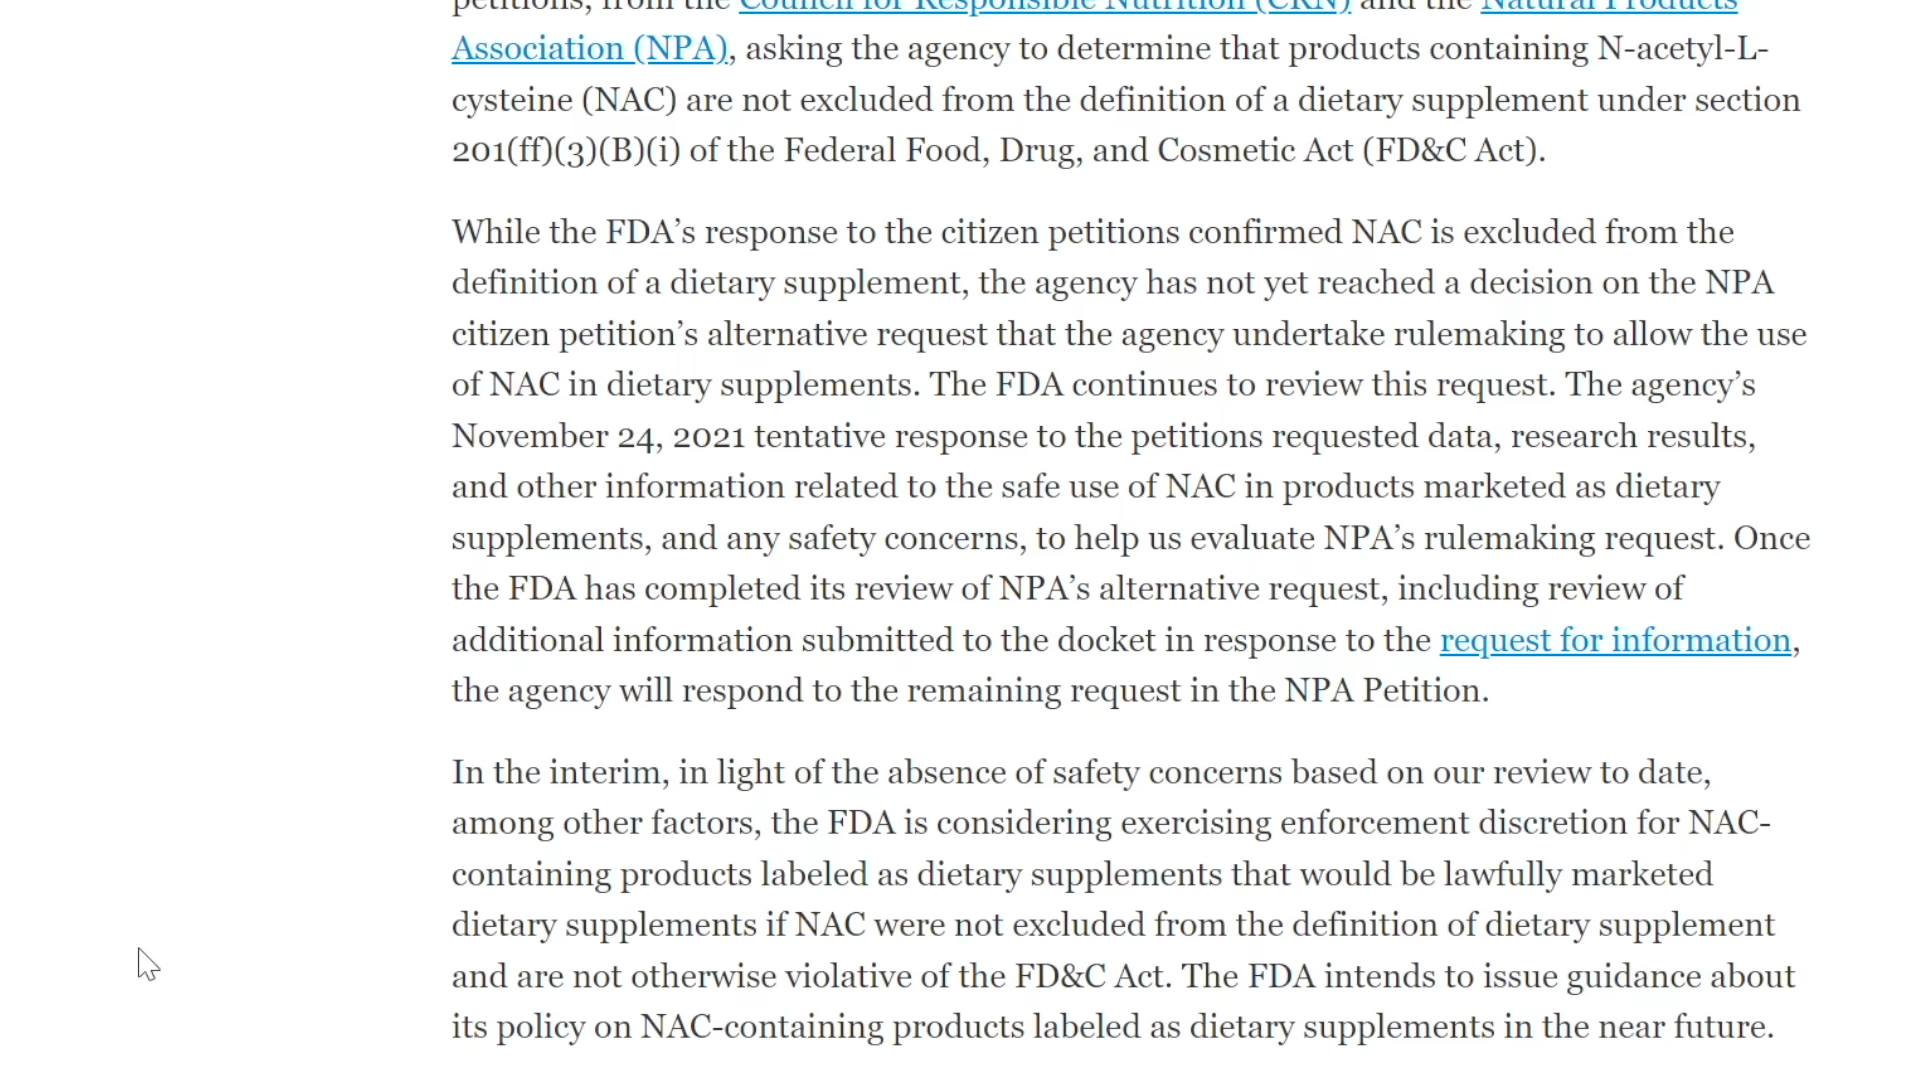 petitions, from the Council for Responsible Nutrition (CRN) and the Natural Products
Association (NPA), asking the agency to determine that products containing N-acetyl-L-
cysteine (NAC) are not excluded from the definition of a dietary supplement under section
201(ff)(3)(B)(i) of the Federal Food, Drug, and Cosmetic Act (FD&C Act).
While the FDA’s response to the citizen petitions confirmed NAC is excluded from the
definition of a dietary supplement, the agency has not yet reached a decision on the NPA
citizen petition’s alternative request that the agency undertake rulemaking to allow the use
of NAC in dietary supplements. The FDA continues to review this request. The agency’s
November 24, 2021 tentative response to the petitions requested data, research results,
and other information related to the safe use of NAC in products marketed as dietary
supplements, and any safety concerns, to help us evaluate NPA’s rulemaking request. Once
the FDA has completed its review of NPA’s alternative request, including review of
additional information submitted to the docket in response to the request for information,
the agency will respond to the remaining request in the NPA Petition.
In the interim, in light of the absence of safety concerns based on our review to date,
among other factors, the FDA is considering exercising enforcement discretion for NAC-
containing products labeled as dietary supplements that would be lawfully marketed
dietary supplements if NAC were not excluded from the definition of dietary supplement
and are not otherwise violative of the FD&C Act. The FDA intends to issue guidance about
its policy on NAC-containing products labeled as dietary supplements in the near future.